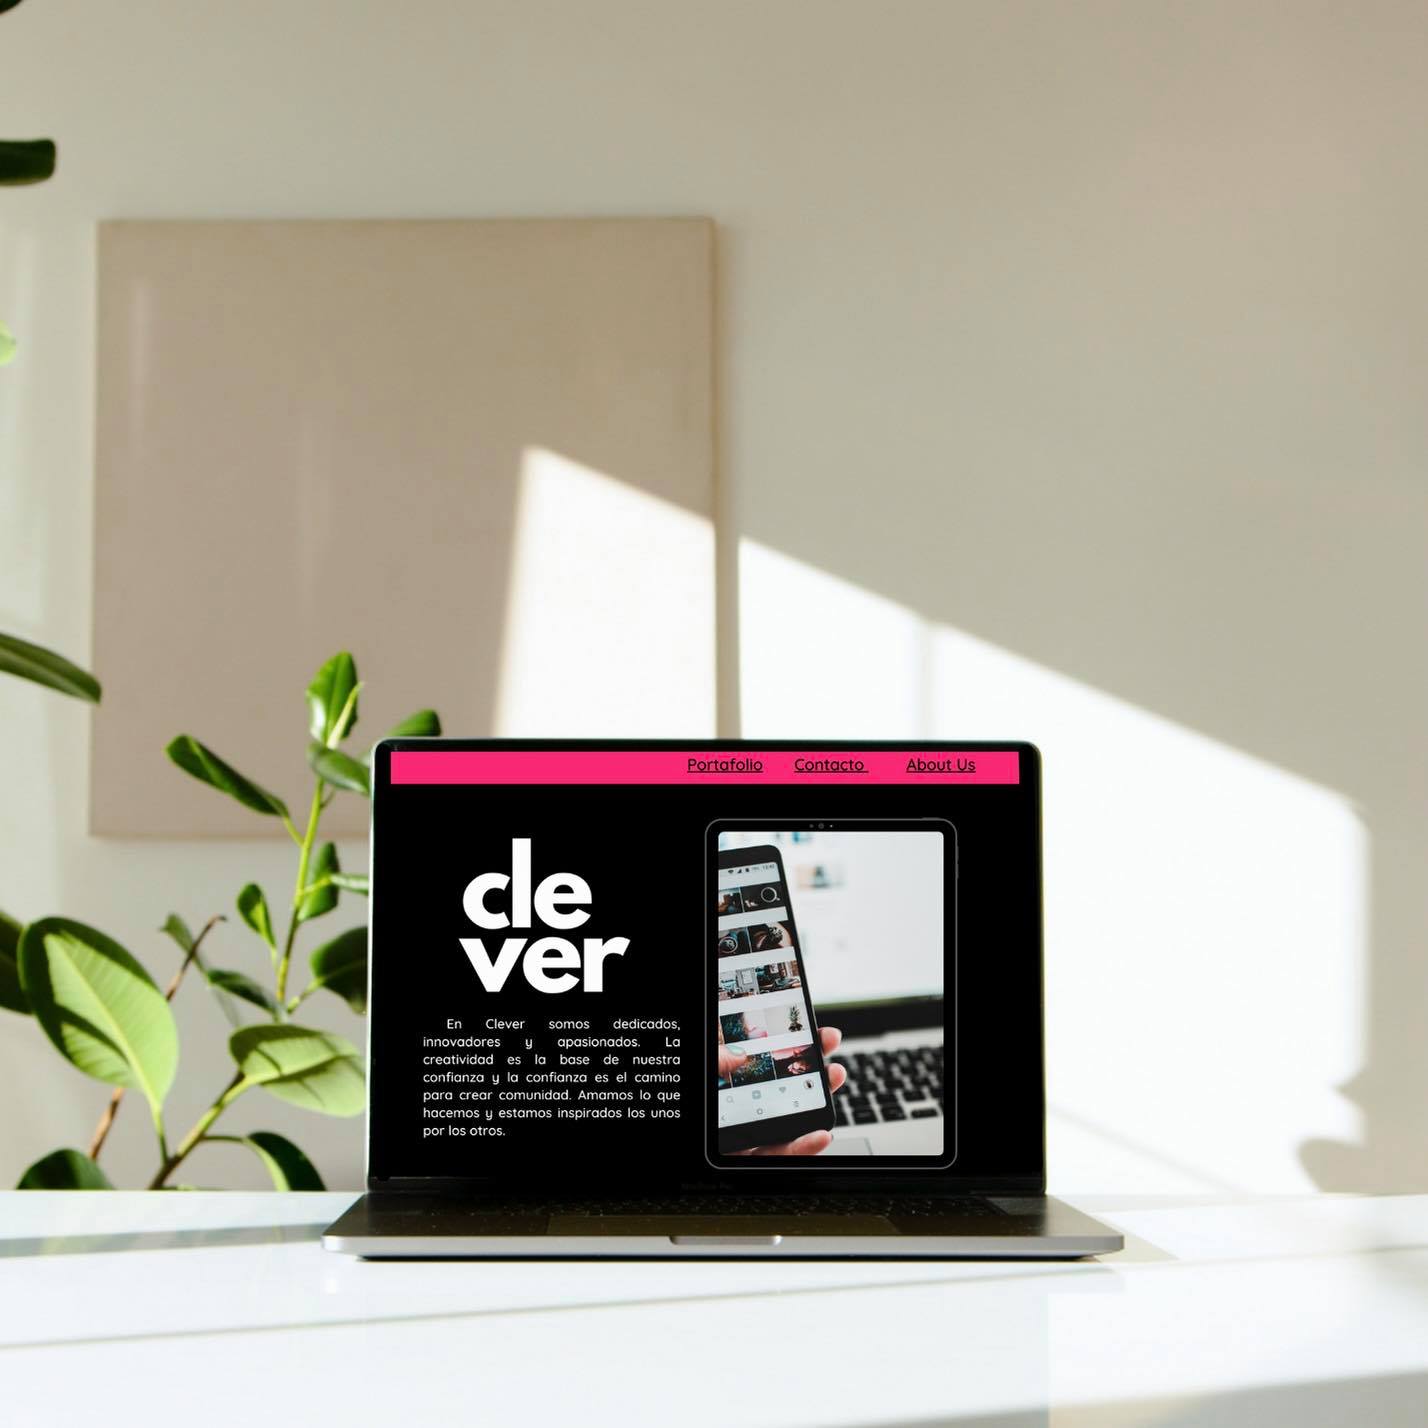 Portafolio Contacto About Us
cle
ver
En Clever somos dedicados,
innovadores y apasionados. La
creatividad es la base de nuestra
confianza y la confianza es el camino
para crear comunidad. Amamos lo que
hacemos y estamos inspirados los unos
por los otros.